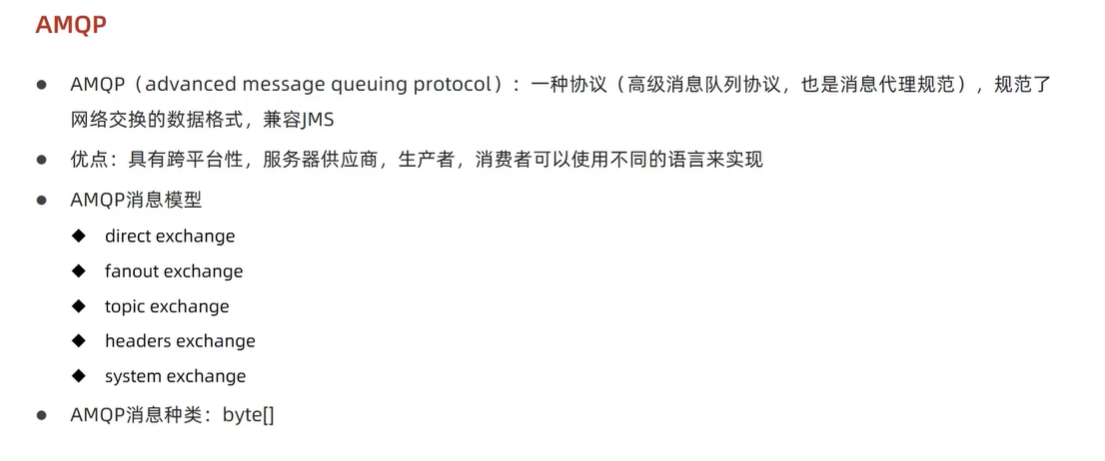 AMQP
● AMQP（advanced message queuing protocol）：一种协议（高级消息队列协议，也是消息代理规范），规范了
网络交换的数据格式，兼容JMS
● 优点：具有跨平台性，服务器供应商，生产者，消费者可以使用不同的语言来实现
● AMQP消息模型
◆ direct exchange
◆ fanout exchange
◆ topic exchange
◆ headers exchange
◆ system exchange
● AMQP消息种类：byte[]